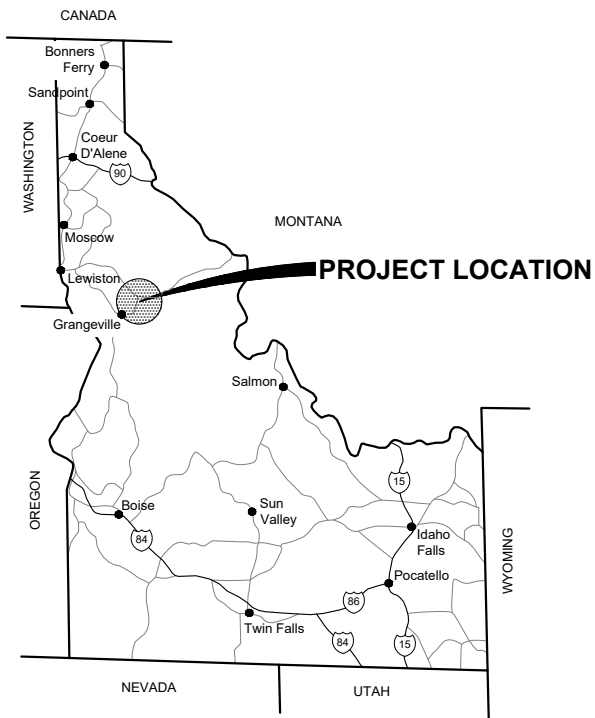 CANADA
Bonners
Ferry
Sandpoint
Coeur
D'Alene
90
WASHINGTON
MONTANA
Moscow
Lewiston
PROJECT LOCATION
Grangeville
Salmon
OREGON
15
Boise
Sun
Valley
84
Idaho
Falls
WYOMING
Pocatello
86
Twin Falls
84
15
NEVADA
UTAH